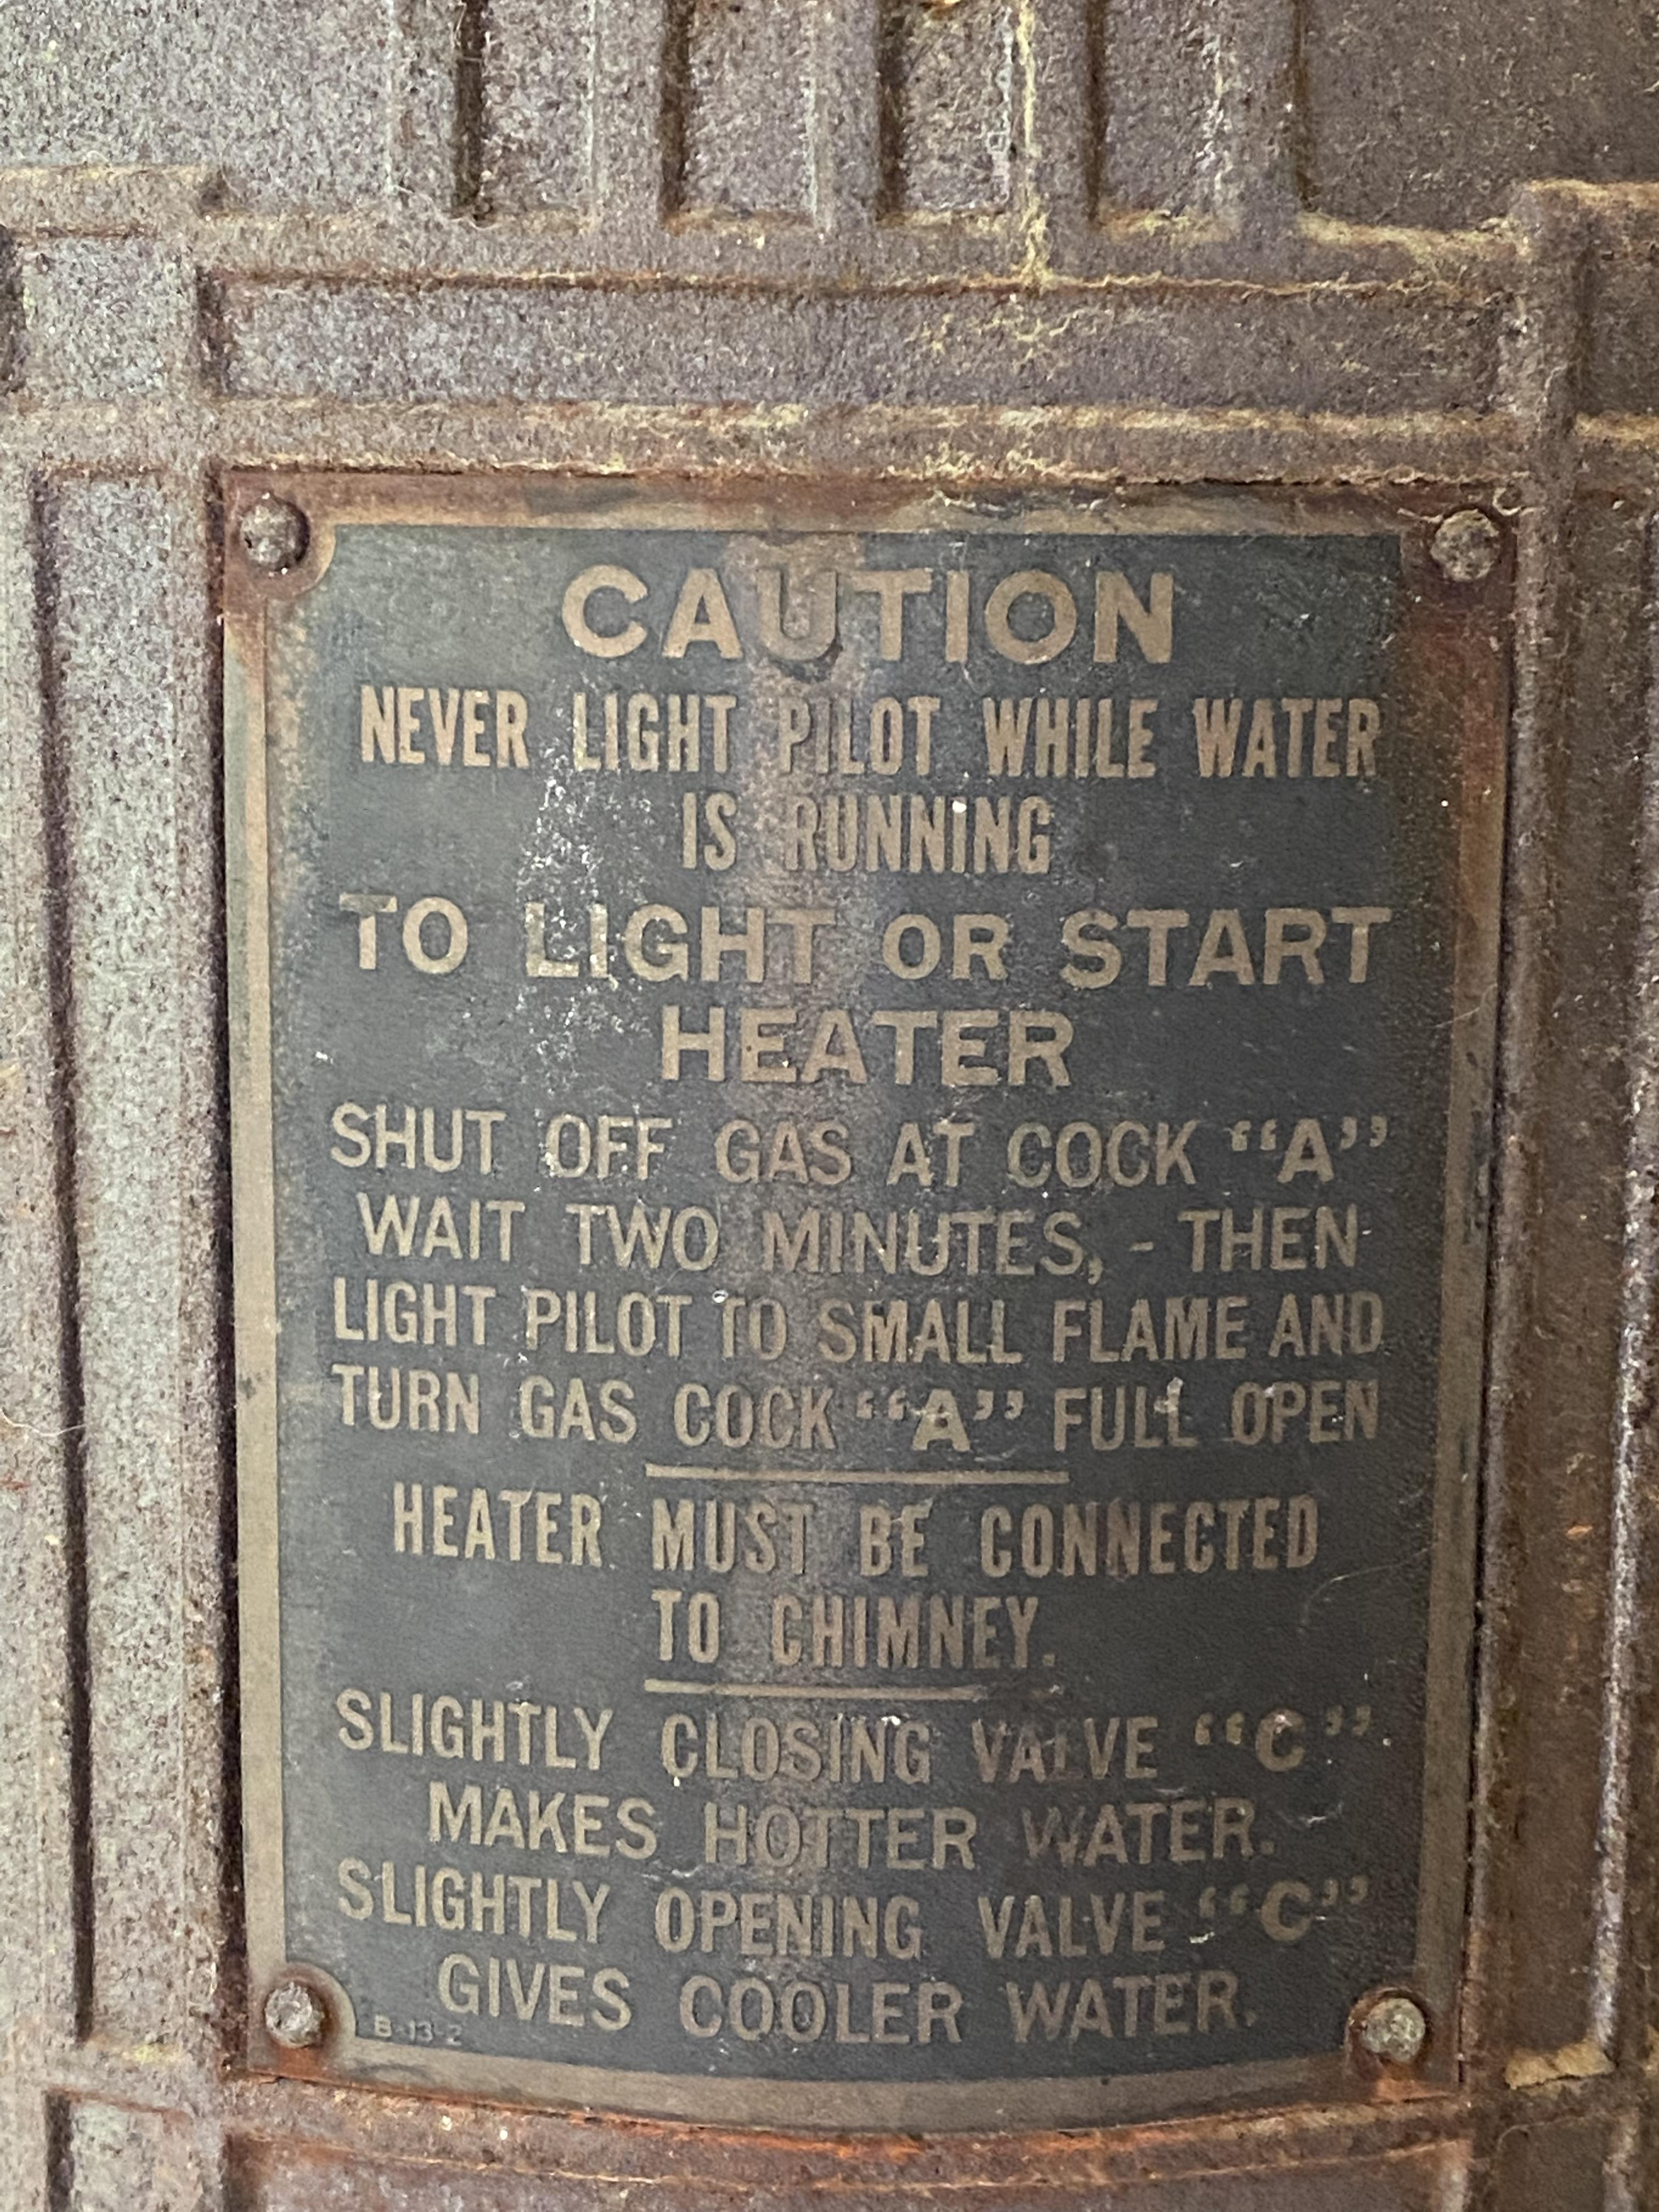 CAUTION
NEVER LIGHT PILOT WHILE WATER
IS RUNNING
TO LIGHT OR START
HEATER
SHUT OFF GAS AT COCK “A”
WAIT TWO MINUTES, - THEN
LIGHT PILOT TO SMALL FLAME AND
TURN GAS COCK “A” FULL OPEN
HEATER MUST BE CONNECTED
TO CHIMNEY.
SLIGHTLY CLOSING VALVE “C”
MAKES HOTTER WATER.
SLIGHTLY OPENING VALVE “C”
GIVES COOLER WATER.
B-13-2